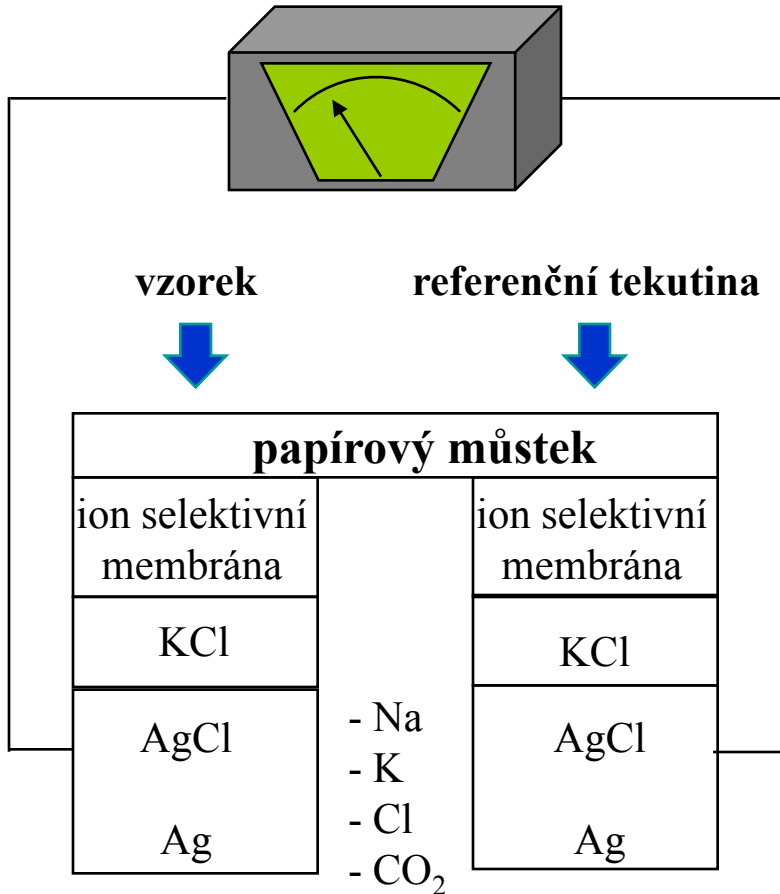 vzorek
referenční tekutina
papírový můstek
ion selektivní
membrána
KCl
AgCl
Ag
- Na
- K
- Cl
- CO₂
ion selektivní
membrána
KCl
AgCl
Ag